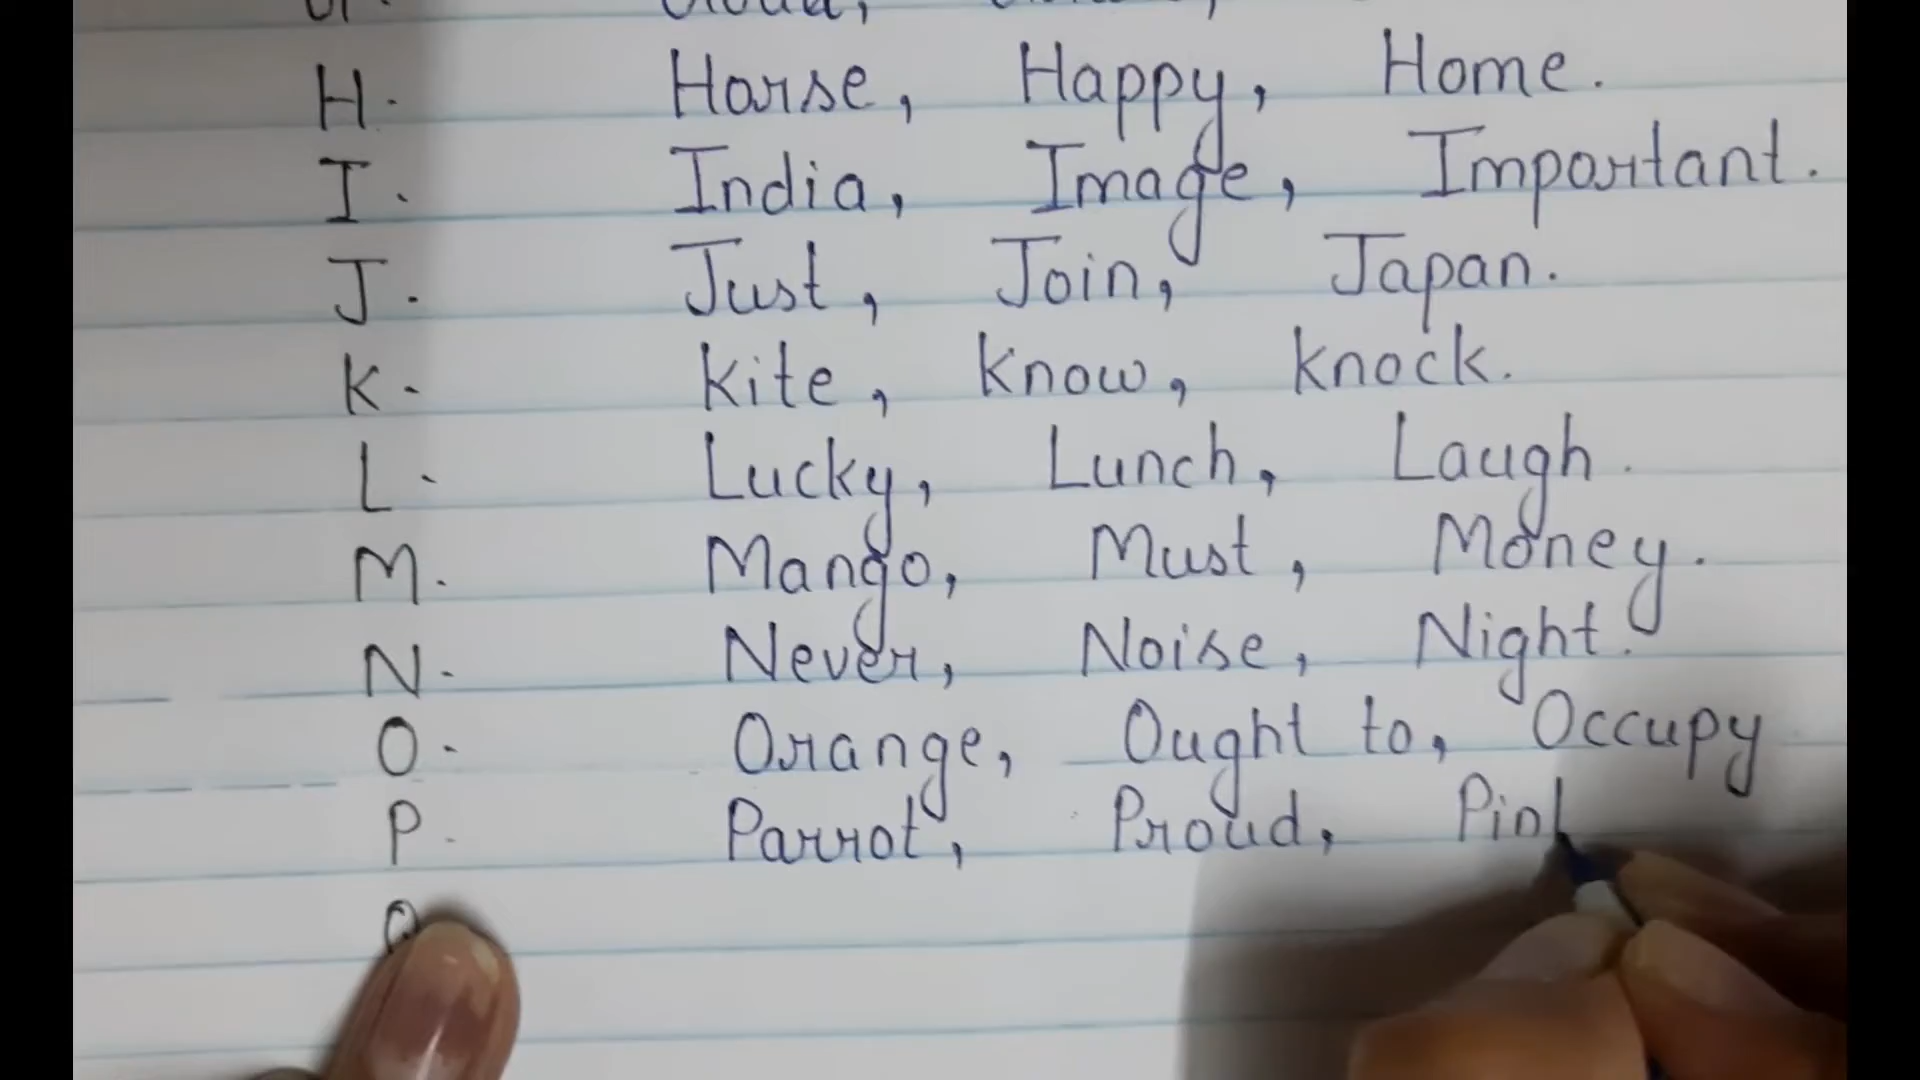 H. Horse, Happy, Home.
I. India, Image, Important.
J. Just, Join, Japan.
K. Kite, Know, Knock.
L. Lucky, Lunch, Laugh.
M. Mango, Must, Money.
N. Never, Noise, Night.
O. Orange, Ought to, Occupy
P. Parrot, Proud,